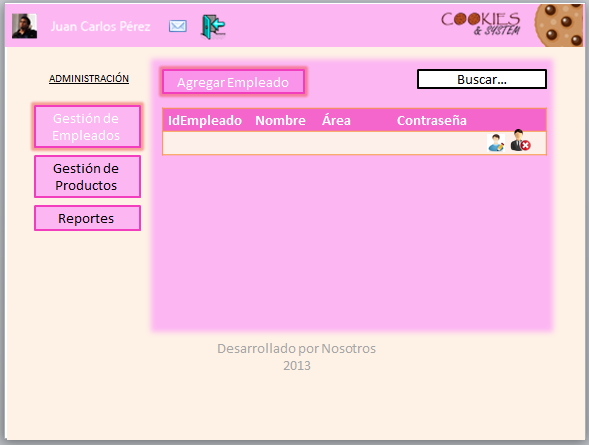 Juan Carlos Pérez
COOKIES
& SYSTEM
ADMINISTRACIÓN
Gestión de
Empleados
Gestión de
Productos
Reportes
Agregar Empleado
Buscar...
IdEmpleado Nombre Área Contraseña
Desarrollado por Nosotros
2013